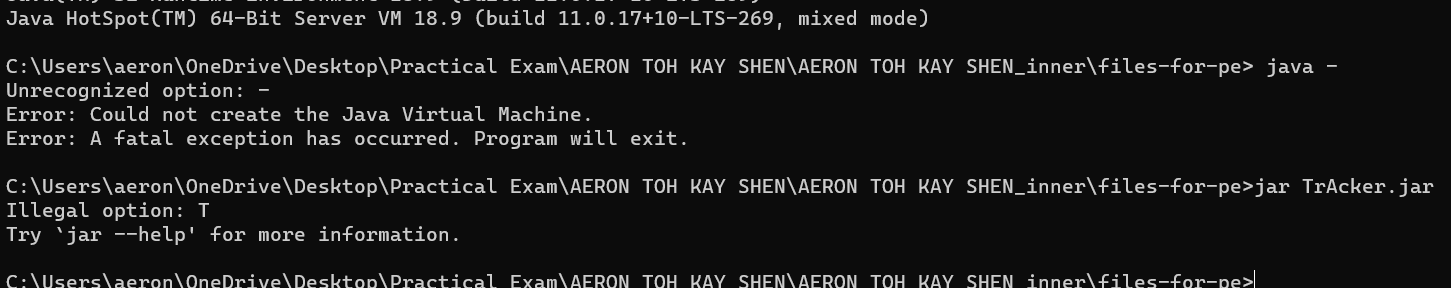 Java HotSpot(TM) 64-Bit Server VM 18.9 (build 11.0.17+10-LTS-269, mixed mode)
C:\Users\aeron\OneDrive\Desktop\Practical Exam\AERON TOH KAY SHEN\AERON TOH KAY SHEN_inner\files-for-pe> java -
Unrecognized option: -
Error: Could not create the Java Virtual Machine.
Error: A fatal exception has occurred. Program will exit.
C:\Users\aeron\OneDrive\Desktop\Practical Exam\AERON TOH KAY SHEN\AERON TOH KAY SHEN_inner\files-for-pe>jar TrAcker.jar
Illegal option: T
Try `jar --help' for more information.
C:\Users\aeron\OneDrive\Desktop\Practical Exam\AERON TOH KAY SHEN\AERON TOH KAY SHEN_inner\files-for-pe>